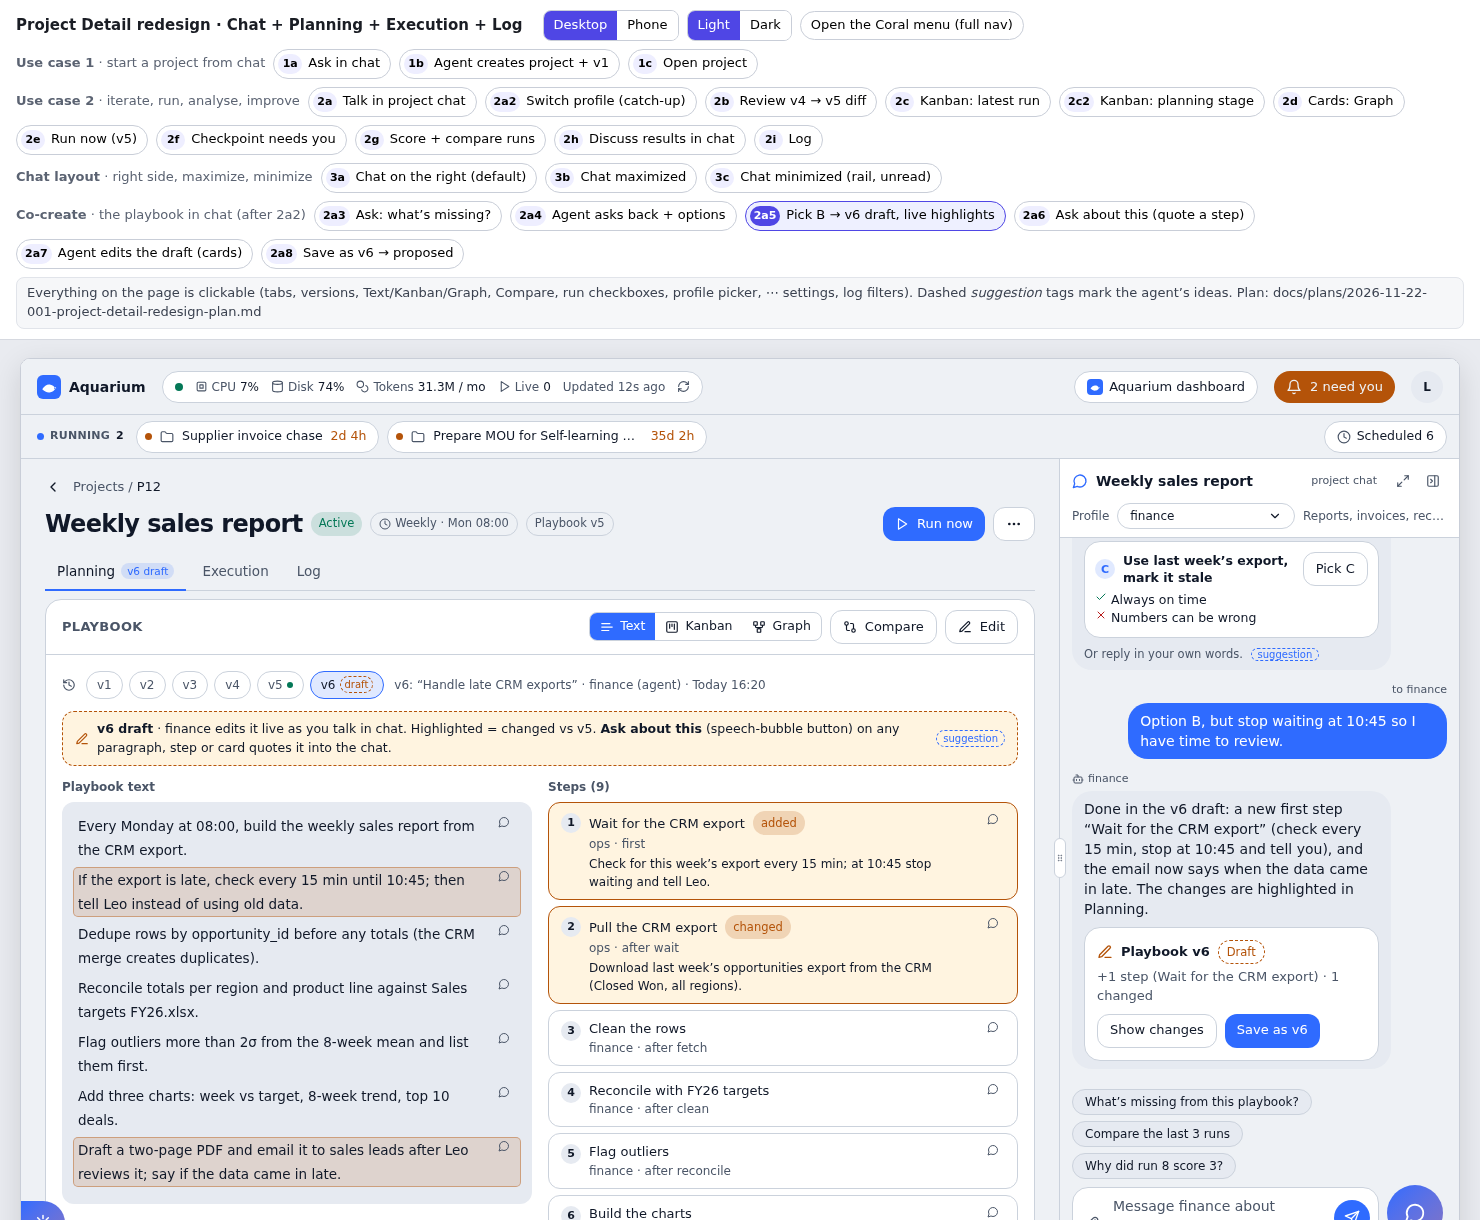 Project Detail redesign · Chat + Planning + Execution + Log
Desktop Phone Light Dark Open the Coral menu (full nav)
Use case 1 · start a project from chat 1a Ask in chat 1b Agent creates project + v1 1c Open project
Use case 2 · iterate, run, analyse, improve 2a Talk in project chat 2a2 Switch profile (catch-up) 2b Review v4 → v5 diff 2c Kanban: latest run 2c2 Kanban: planning stage 2d Cards: Graph
2e Run now (v5) 2f Checkpoint needs you 2g Score + compare runs 2h Discuss results in chat 2i Log
Chat layout · right side, maximize, minimize 3a Chat on the right (default) 3b Chat maximized 3c Chat minimized (rail, unread)
Co-create · the playbook in chat (after 2a2) 2a3 Ask: what’s missing? 2a4 Agent asks back + options 2a5 Pick B → v6 draft, live highlights 2a6 Ask about this (quote a step)
2a7 Agent edits the draft (cards) 2a8 Save as v6 → proposed
Everything on the page is clickable (tabs, versions, Text/Kanban/Graph, Compare, run checkboxes, profile picker, ··· settings, log filters). Dashed suggestion tags mark the agent’s ideas. Plan: docs/plans/2026-11-22-
001-project-detail-redesign-plan.md
Aquarium CPU 7% Disk 74% Tokens 31.3M / mo Live 0 Updated 12s ago Aquarium dashboard 2 need you L
RUNNING 2 Supplier invoice chase 2d 4h Prepare MOU for Self-learning ... 35d 2h Scheduled 6
Projects / P12
Weekly sales report Active Weekly · Mon 08:00 Playbook v5 Run now ···
Planning v6 draft Execution Log
PLAYBOOK Text Kanban Graph Compare Edit
v1 v2 v3 v4 v5 v6 draft v6: “Handle late CRM exports” · finance (agent) · Today 16:20
v6 draft · finance edits it live as you talk in chat. Highlighted = changed vs v5. Ask about this (speech-bubble button) on any
paragraph, step or card quotes it into the chat.
suggestion
Playbook text
Every Monday at 08:00, build the weekly sales report from
the CRM export.
If the export is late, check every 15 min until 10:45; then
tell Leo instead of using old data.
Dedupe rows by opportunity_id before any totals (the CRM
merge creates duplicates).
Reconcile totals per region and product line against Sales
targets FY26.xlsx.
Flag outliers more than 2σ from the 8-week mean and list
them first.
Add three charts: week vs target, 8-week trend, top 10
deals.
Draft a two-page PDF and email it to sales leads after Leo
reviews it; say if the data came in late.
Steps (9)
1 Wait for the CRM export added
ops · first
Check for this week’s export every 15 min; at 10:45 stop
waiting and tell Leo.
2 Pull the CRM export changed
ops · after wait
Download last week’s opportunities export from the CRM
(Closed Won, all regions).
3 Clean the rows
finance · after fetch
4 Reconcile with FY26 targets
finance · after clean
5 Flag outliers
finance · after reconcile
6 Build the charts
Weekly sales report project chat
Profile finance Reports, invoices, rec...
C Use last week’s export,
mark it stale
Pick C
Always on time
Numbers can be wrong
Or reply in your own words. suggestion
to finance
Option B, but stop waiting at 10:45 so I
have time to review.
finance
Done in the v6 draft: a new first step
“Wait for the CRM export” (check every
15 min, stop at 10:45 and tell you), and
the email now says when the data came
in late. The changes are highlighted in
Planning.
Playbook v6 Draft
+1 step (Wait for the CRM export) · 1
changed
Show changes Save as v6
What’s missing from this playbook?
Compare the last 3 runs
Why did run 8 score 3?
Message finance about